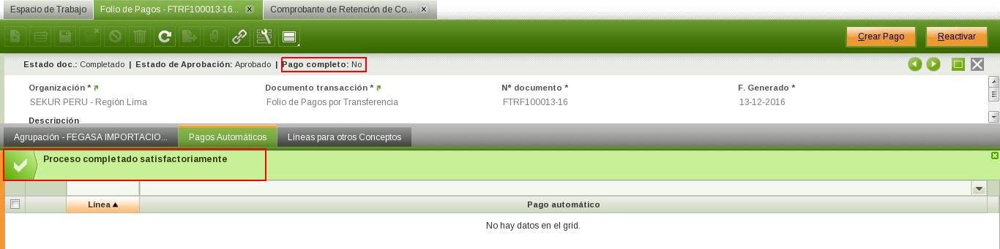 Espacio de Trabajo
Folio de Pagos - FTRF100013-16...
Comprobante de Retención de Co...
Crear Pago
Reactivar
Estado doc.: Completado | Estado de Aprobación: Aprobado | Pago completo: No
Organización *
Documento transacción *
Nº documento *
F. Generado *
SEKUR PERU - Región Lima
Folio de Pagos por Transferencia
FTRF100013-16
13-12-2016
Descripción
Agrupación - FEGASA IMPORTACIO...
Pagos Automáticos
Líneas para otros Conceptos
Proceso completado satisfactoriamente
Línea
Pago automático
No hay datos en el grid.